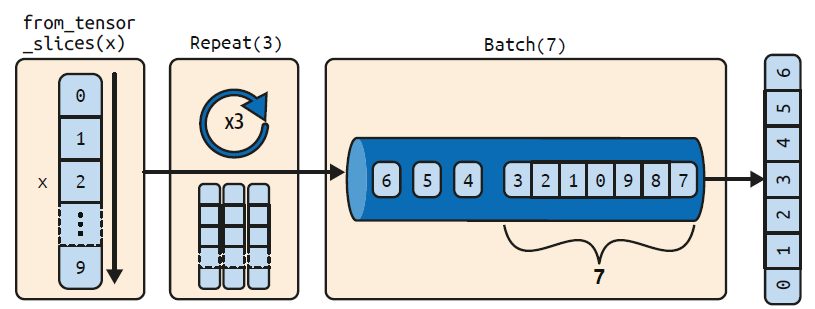 from_tensor
_slices(x)
Repeat(3)
Batch(7)
x
0
1
2
9
x3
6 5 4 3 2 1 0 9 8 7
7
6
5
4
3
2
1
0